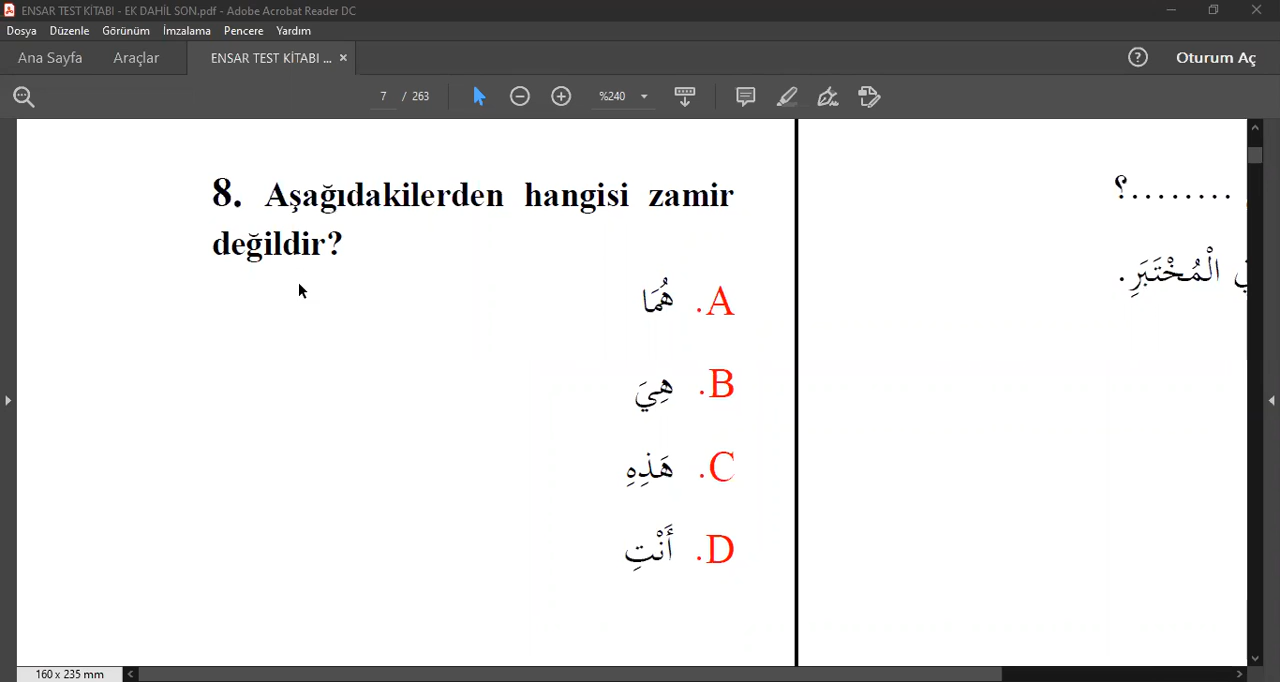 ENSAR TEST KİTABI - EK DAHİL SON.pdf - Adobe Acrobat Reader DC
Dosya Düzenle Görünüm İmzalama Pencere Yardım
Ana Sayfa Araçlar ENSAR TEST KİTABI ... × ? Oturum Aç
7 / 263 %240
8. Aşağıdakilerden hangisi zamir
değildir?
A. هُمَا
B. هِيَ
C. هَذِهِ
D. أَنْتِ
........؟
الْمُخْتَبَرِ.
160 x 235 mm